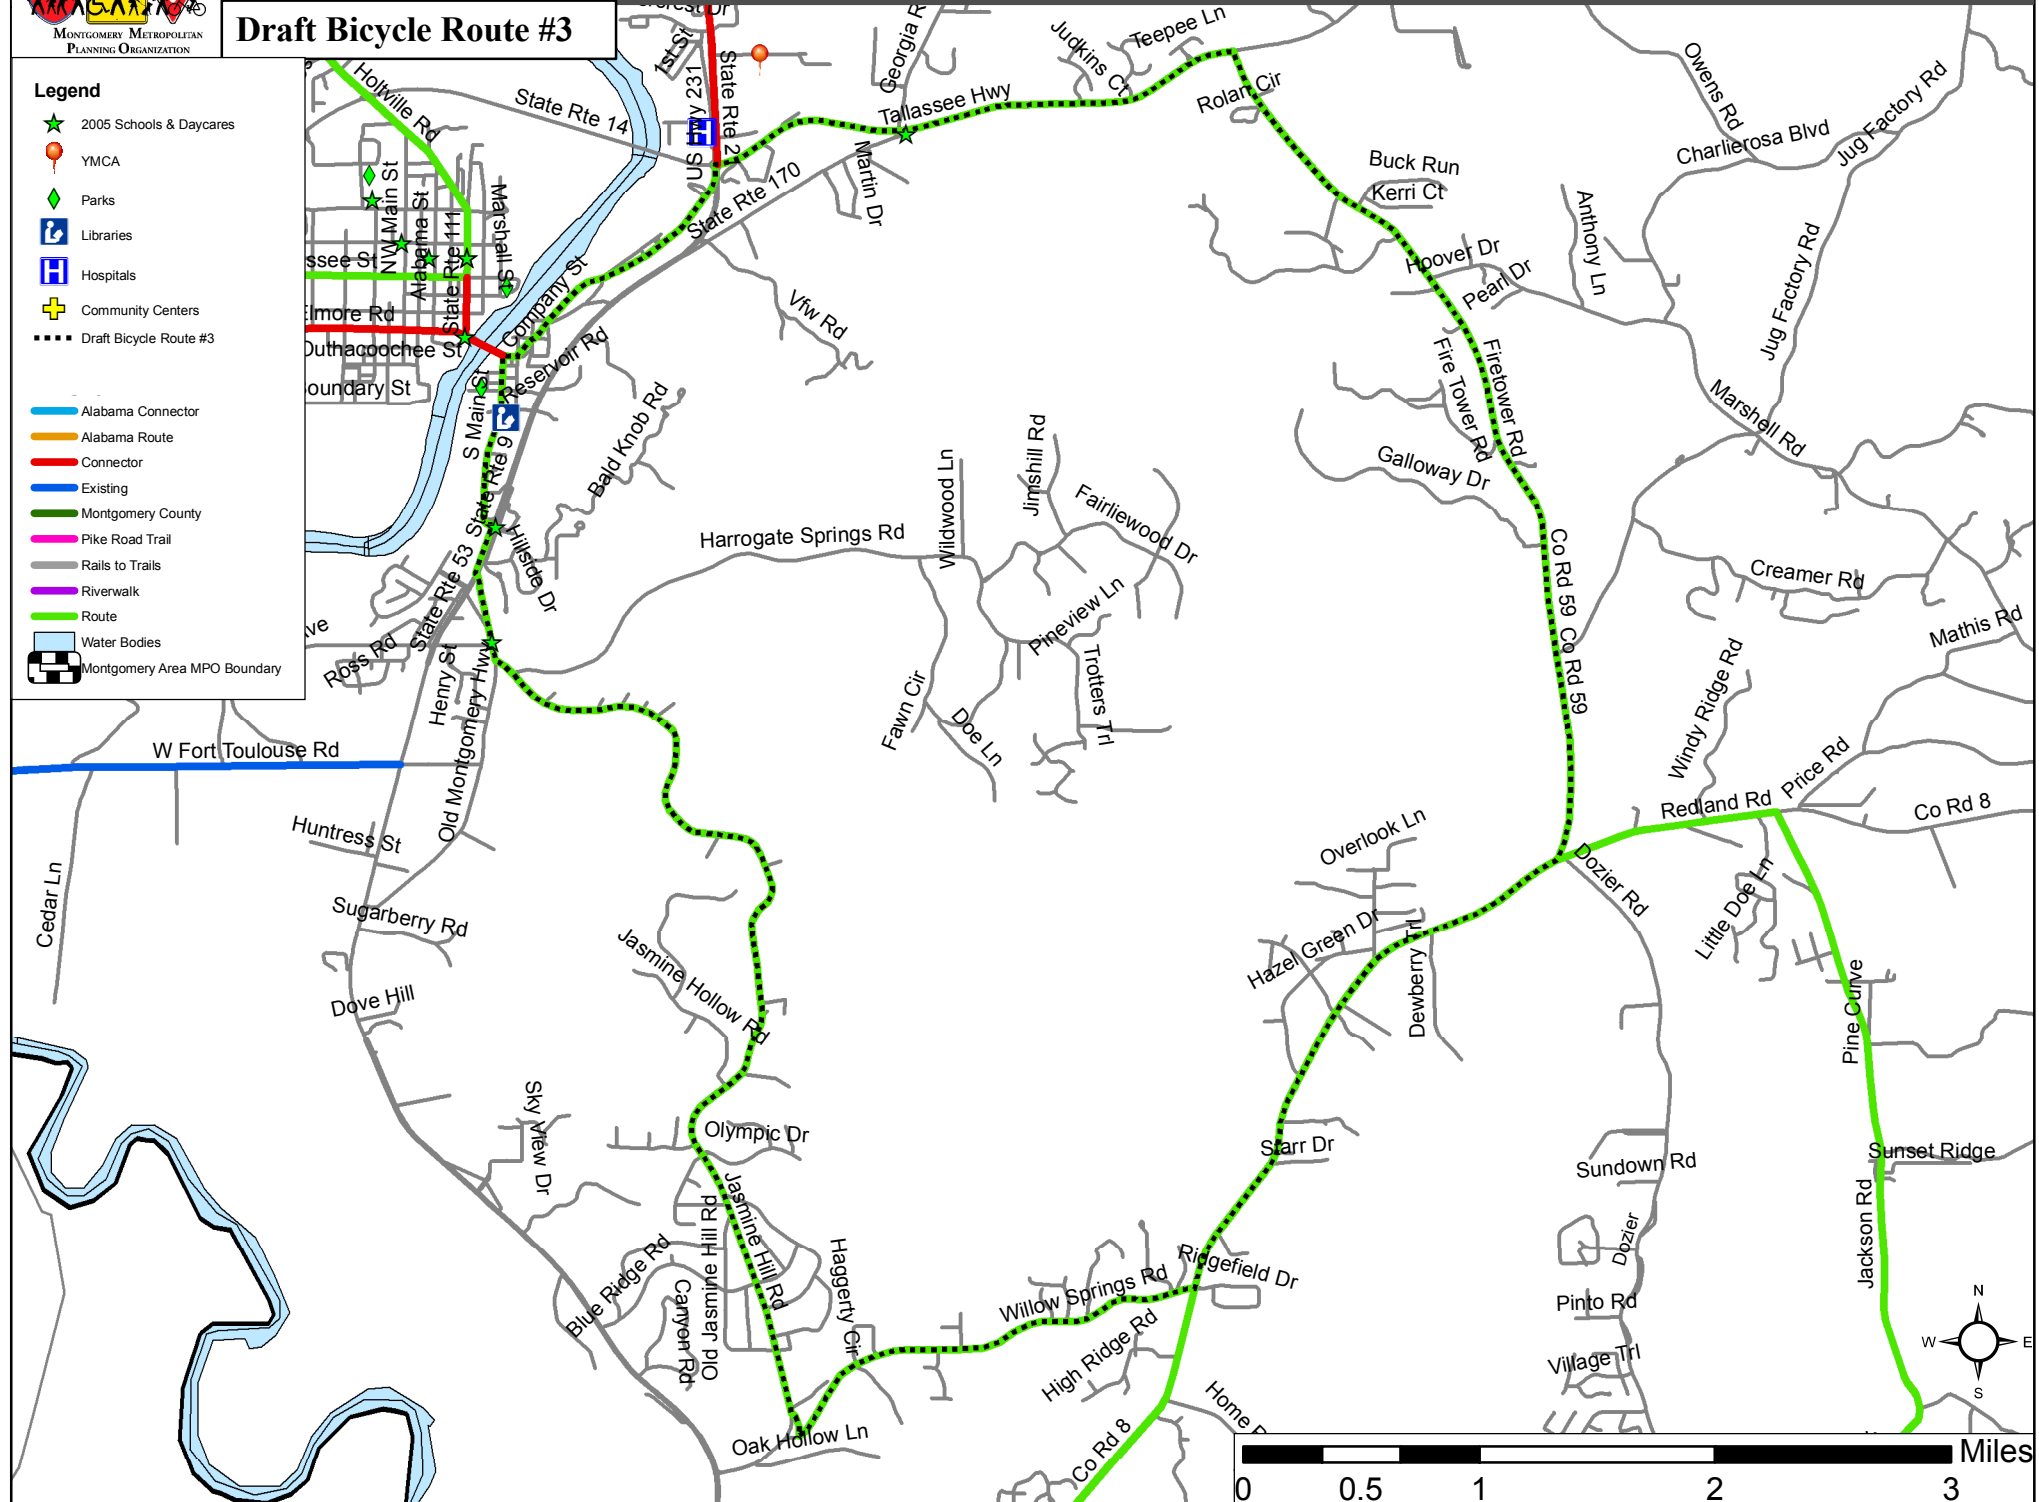 MONTGOMERY METROPOLITAN
PLANNING ORGANIZATION
Draft Bicycle Route #3
Legend
2005 Schools & Daycares
YMCA
Parks
Libraries
Hospitals
Community Centers
Draft Bicycle Route #3
Alabama Connector
Alabama Route
Connector
Existing
Montgomery County
Pike Road Trail
Rails to Trails
Riverwalk
Route
Water Bodies
Montgomery Area MPO Boundary
1st St
US Hwy 231
State Rte 21
Georgia R
Judkins Ct
Teepee Ln
Owens Rd
Jug Factory Rd
Charlierosa Blvd
Holtville Rd
State Rte 14
Tallassee Hwy
Rolan Cir
H
State Rte 170
Martin Dr
Buck Run
Kerri Ct
NW Main St
Alabama St
State Rte 111
Marshall St
ssee St
Elmore Rd
Outhacoochee St
Boundary St
Company St
Reservoir Rd
Vfw Rd
Hoover Dr
Pearl Dr
Anthony Ln
Jug Factory Rd
Fire Tower Rd
Firetower Rd
Marshell Rd
S Main St
State Rte 9
Bald Knob Rd
Galloway Dr
Wildwood Ln
Jimshill Rd
Fairliewood Dr
Harrogate Springs Rd
State Rte 53
Hillside Dr
Co Rd 59
Co Rd 59
Creamer Rd
Mathis Rd
Pineview Ln
ve
Ross Rd
Henry St
Old Montgomery Hwy
Trotters Trl
Fawn Cir
Doe Ln
Windy Ridge Rd
W Fort Toulouse Rd
Price Rd
Redland Rd
Co Rd 8
Huntress St
Overlook Ln
Dozier Rd
Little Doe Ln
Cedar Ln
Sugarberry Rd
Jasmine Hollow Rd
Hazel Green Dr
Dewberry Trl
Pine Curve
Dove Hill
Sky View Dr
Olympic Dr
Starr Dr
Sundown Rd
Sunset Ridge
Jasmine Hill Rd
Old Jasmine Hill Rd
Haggerty Cir
Blue Ridge Rd
Canyon Rd
Willow Springs Rd
Ridgefield Dr
High Ridge Rd
Dozier
Pinto Rd
Jackson Rd
Village Trl
Oak Hollow Ln
Co Rd 8
Home
N
W
E
S
Miles
0
0.5
1
2
3